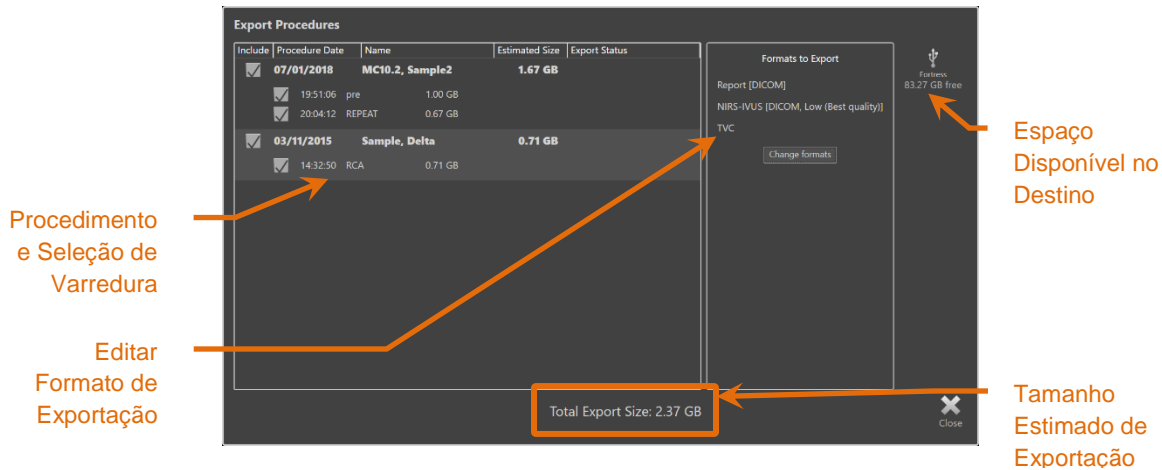 Export Procedures
Include Procedure Date Name Estimated Size Export Status
07/01/2018 MC10.2, Sample2 1.67 GB
19:51:06 pre 1.00 GB
20:04:12 REPEAT 0.67 GB
03/11/2015 Sample, Delta 0.71 GB
14:32:50 RCA 0.71 GB
Formats to Export
Report [DICOM]
NIRS-IVUS [DICOM, Low (Best quality)]
TVC
Change formats
Fortress
83.27 GB free
Total Export Size: 2.37 GB
Close
Procedimento
e Seleção de
Varredura
Editar
Formato de
Exportação
Espaço
Disponível no
Destino
Tamanho
Estimado de
Exportação